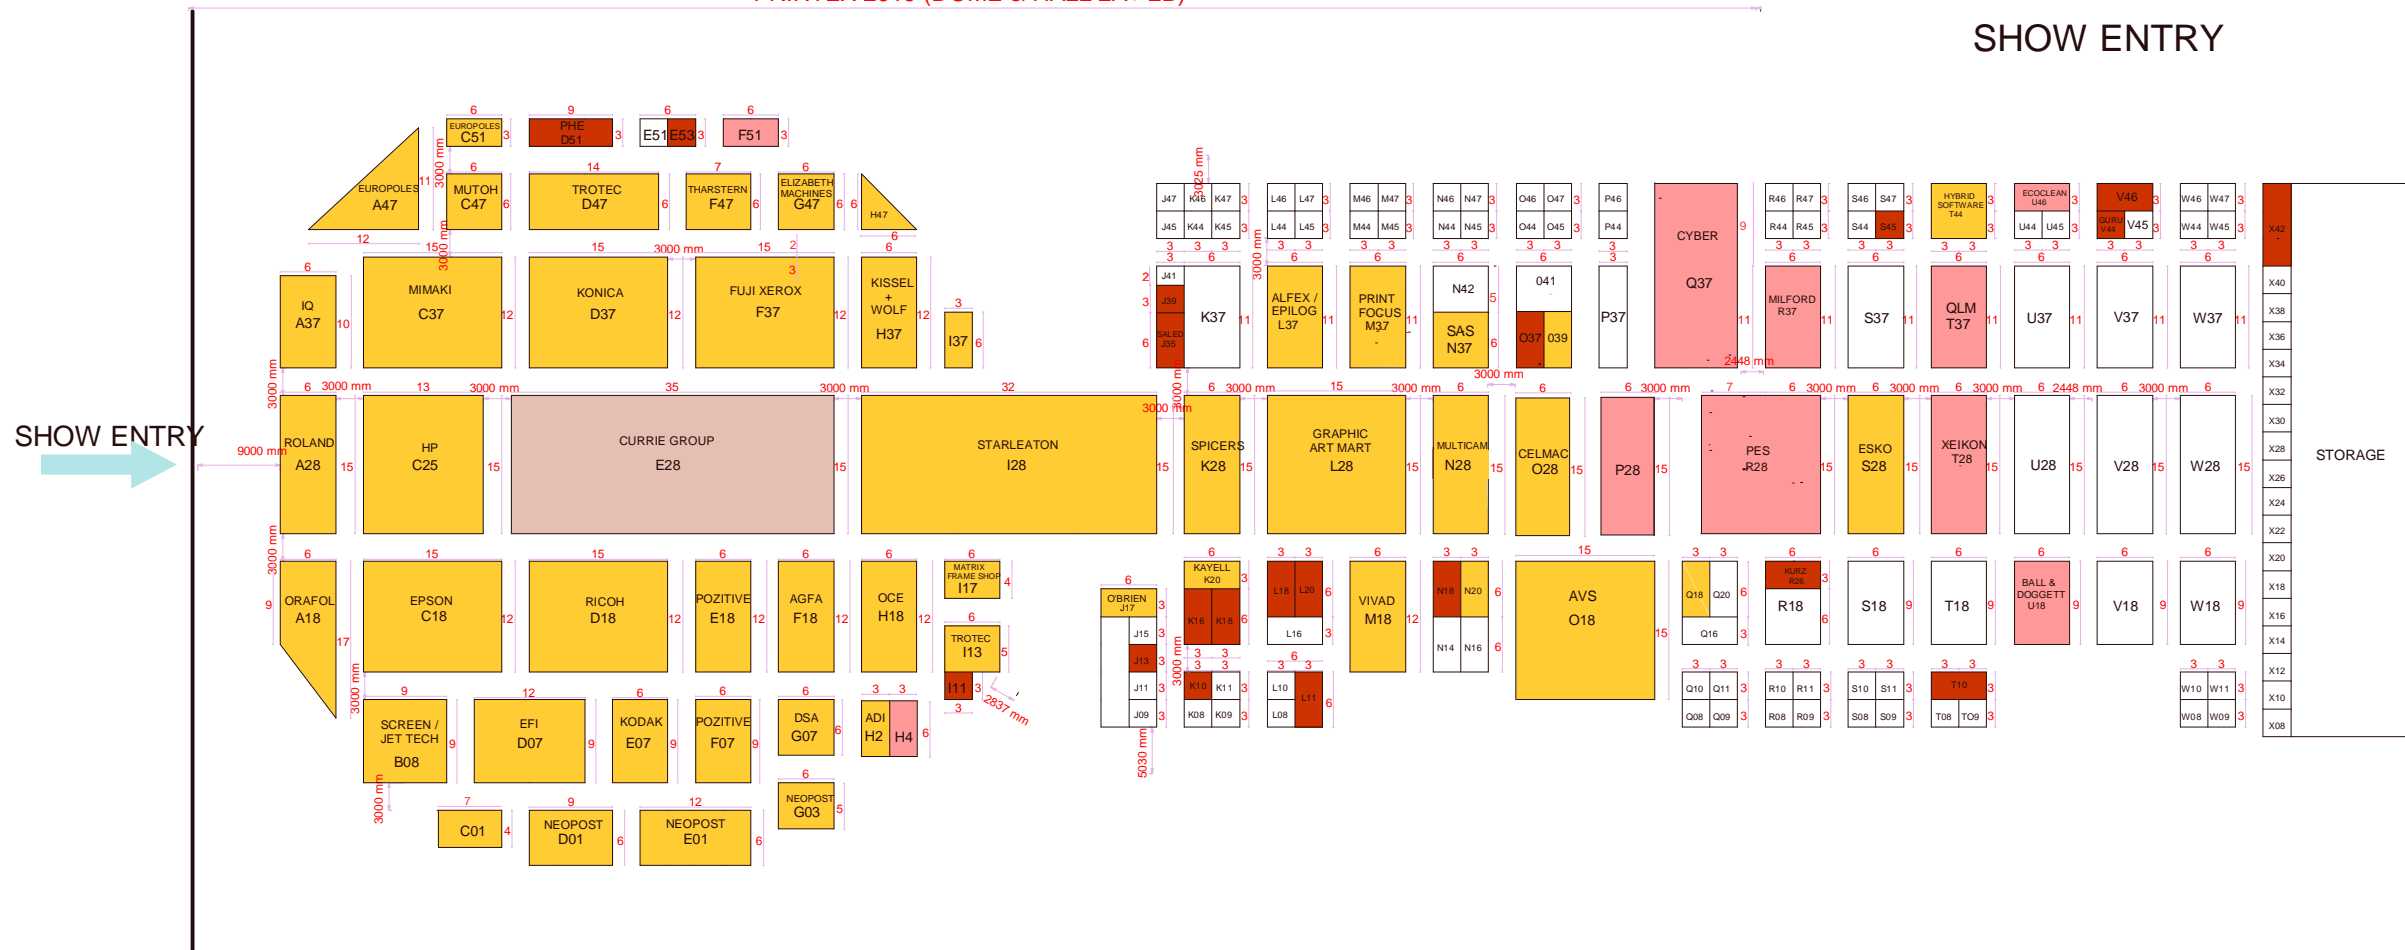 SHOW ENTRY
SHOW ENTRY
9000 mm
EUROPOLES
C51
PHE
D51
E51
E53
F51
EUROPOLES
A47
MUTOH
C47
TROTEC
D47
THARSTERN
F47
ELIZABETH
MACHINES
G47
H47
IQ
A37
MIMAKI
C37
KONICA
D37
FUJI XEROX
F37
KISSEL
+
WOLF
H37
I37
ROLAND
A28
HP
C25
CURRIE GROUP
E28
STARLEATON
I28
SPICERS
K28
GRAPHIC
ART MART
L28
MULTICAM
N28
CELMAC
O28
P28
PES
R28
ESKO
S28
XEIKON
T28
U28
V28
W28
STORAGE
ORAFOL
A18
EPSON
C18
RICOH
D18
POZITIVE
E18
AGFA
F18
OCE
H18
MATRIX
FRAME SHOP
I17
TROTEC
I13
I11
2837 mm
SCREEN /
JET TECH
B08
EFI
D07
KODAK
E07
POZITIVE
F07
DSA
G07
ADI
H2
H4
NEOPOST
G03
C01
NEOPOST
D01
NEOPOST
E01
J47 K46 K47
J45 K44 K45
L46 L47
L44 L45
M46 M47
M44 M45
N46 N47
N44 N45
O46 O47
O44 O45
P46
P44
CYBER
Q37
R46 R47
R44 R45
S46 S47
S44 S45
HYBRID
SOFTWARE
T44
ECOCLEAN
U46
U44 U45
V46
GURU
V44
V45
W46 W47
W44 W45
J41
J39
SALED
J35
K37
ALFEX /
EPILOG
L37
PRINT
FOCUS
M37
N42
SAS
N37
041
O37 039
P37
MILFORD
R37
S37
QLM
T37
U37
V37
W37
X42
X40
X38
X36
X34
X32
X30
X28
X26
X24
X22
X20
X18
X16
X14
X12
X10
X08
O'BRIEN
J17
J15
J13
J11
J09
KAYELL
K20
K16 K18
K10 K11
K08 K09
L18 L20
L16
L10
L08
L11
VIVAD
M18
N18 N20
N14 N16
AVS
O18
Q18 Q20
Q16
Q10 Q11
Q08 Q09
KURZ
R26
R18
R10 R11
R08 R09
S18
S10 S11
S08 S09
T18
T10
T08 TO9
BALL &
DOGGETT
U18
V18
W18
W10 W11
W08 W09
3025 mm
2448 mm
2448 mm
5030 mm
3000 mm